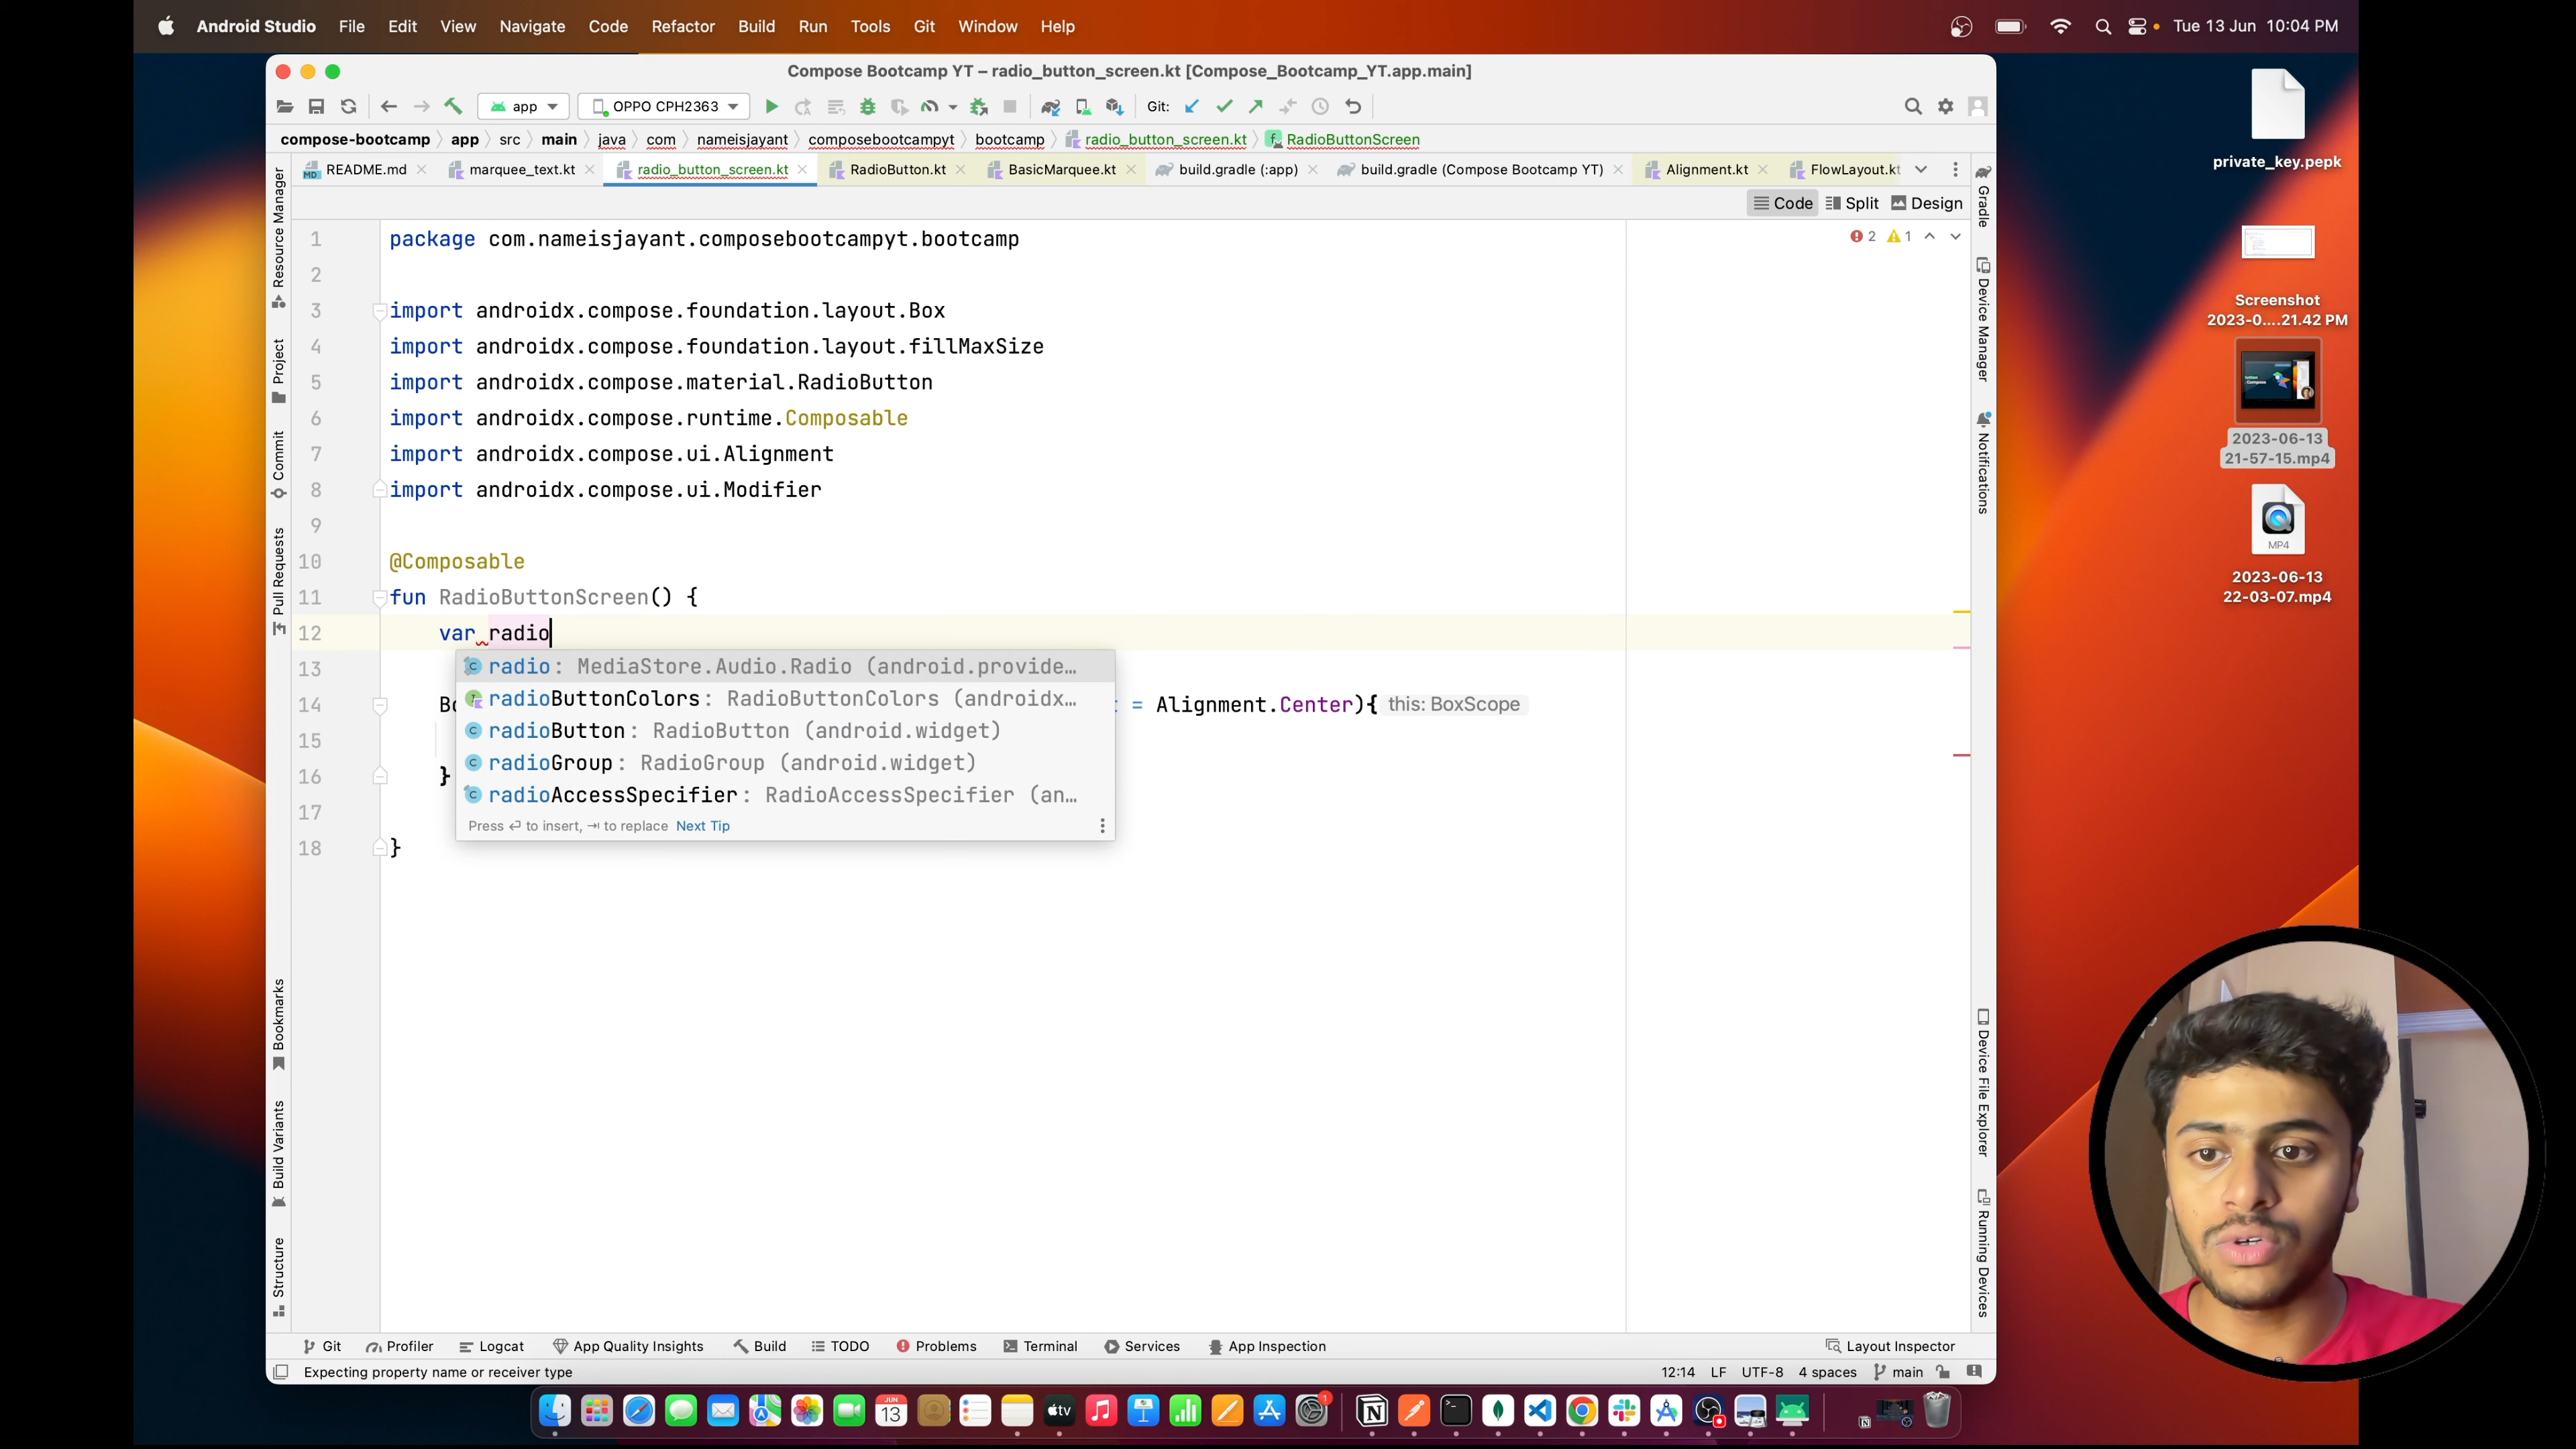 Android Studio File Edit View Navigate Code Refactor Build Run Tools Git Window Help
Tue 13 Jun 10:04 PM
Compose Bootcamp YT – radio_button_screen.kt [Compose_Bootcamp_YT.app.main]
app OPPO CPH2363 Git:
compose-bootcamp app src main java com nameisjayant composebootcampyt bootcamp radio_button_screen.kt RadioButtonScreen
README.md marquee_text.kt radio_button_screen.kt RadioButton.kt BasicMarquee.kt build.gradle (:app) build.gradle (Compose Bootcamp YT) Alignment.kt FlowLayout.kt
Code Split Design
2 1
1 package com.nameisjayant.composebootcampyt.bootcamp
2
3 import androidx.compose.foundation.layout.Box
4 import androidx.compose.foundation.layout.fillMaxSize
5 import androidx.compose.material.RadioButton
6 import androidx.compose.runtime.Composable
7 import androidx.compose.ui.Alignment
8 import androidx.compose.ui.Modifier
9
10 @Composable
11 fun RadioButtonScreen() {
12 var radio
13
14 Bo = Alignment.Center){ this: BoxScope
15
16 }
17
18 }
radio: MediaStore.Audio.Radio (android.provide…
radioButtonColors: RadioButtonColors (androidx…
radioButton: RadioButton (android.widget)
radioGroup: RadioGroup (android.widget)
radioAccessSpecifier: RadioAccessSpecifier (an…
Press ↵ to insert, ⇥ to replace Next Tip
Resource Manager
Project
Commit
Pull Requests
Bookmarks
Build Variants
Structure
Gradle
Device Manager
Notifications
Device File Explorer
Running Devices
Git Profiler Logcat App Quality Insights Build TODO Problems Terminal Services App Inspection Layout Inspector
Expecting property name or receiver type
12:14 LF UTF-8 4 spaces main
private_key.pepk
Screenshot
2023-0....21.42 PM
2023-06-13
21-57-15.mp4
MP4
2023-06-13
22-03-07.mp4
JUN
13
tv
1